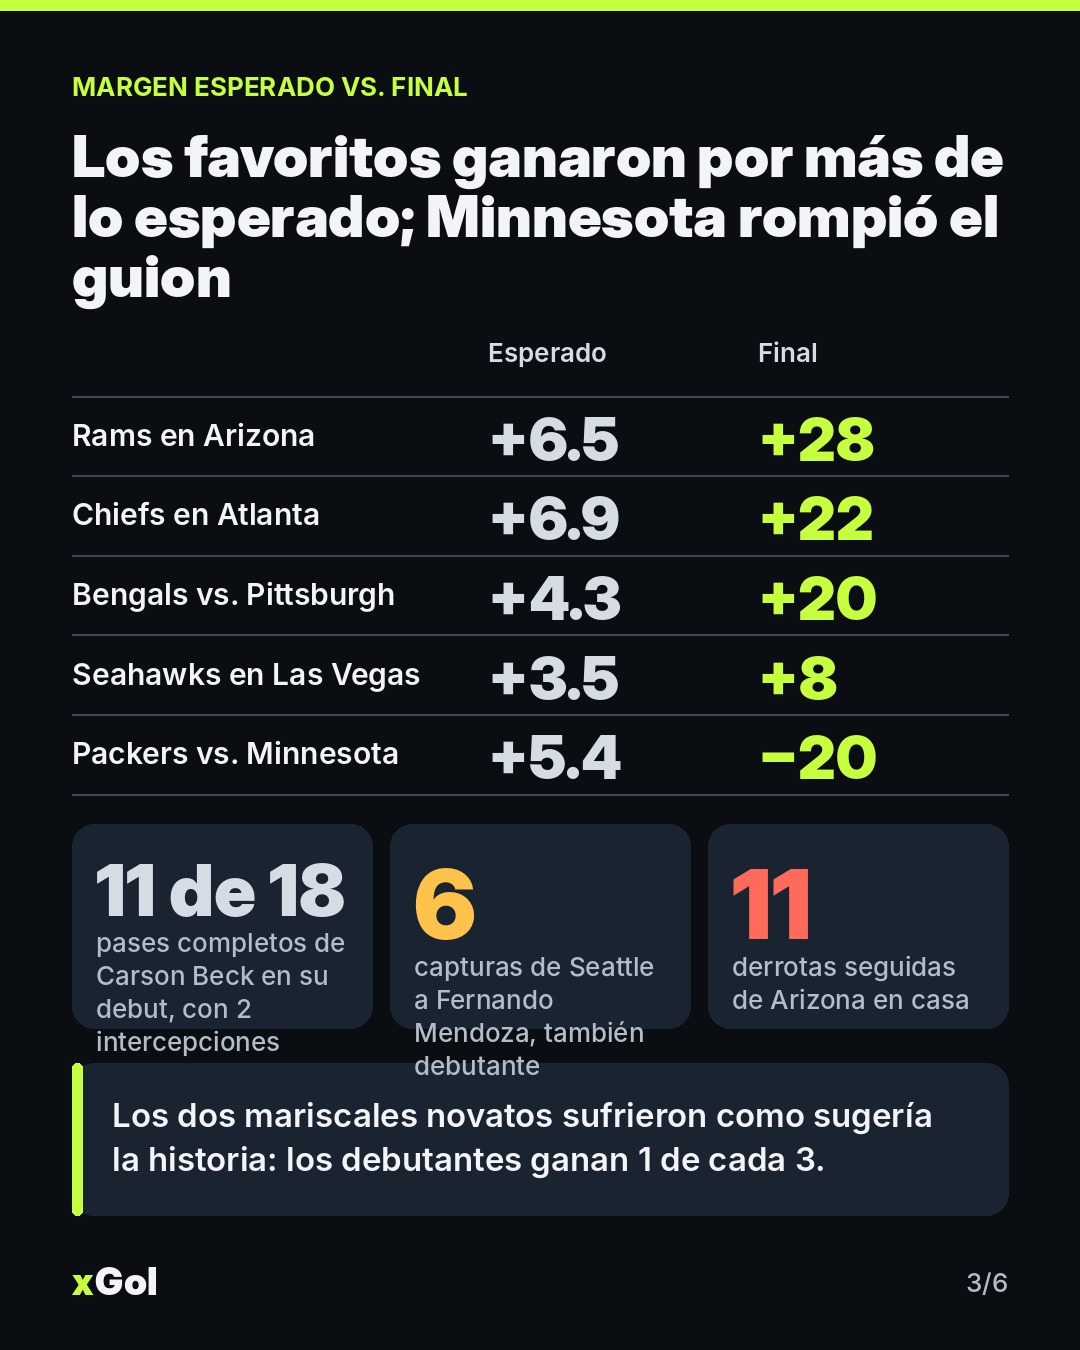 MARGEN ESPERADO VS. FINAL
Los favoritos ganaron por más de
lo esperado; Minnesota rompió el
guion
Esperado Final
Rams en Arizona +6.5 +28
Chiefs en Atlanta +6.9 +22
Bengals vs. Pittsburgh +4.3 +20
Seahawks en Las Vegas +3.5 +8
Packers vs. Minnesota +5.4 −20
11 de 18
pases completos de
Carson Beck en su
debut, con 2
intercepciones
6
capturas de Seattle
a Fernando
Mendoza, también
debutante
11
derrotas seguidas
de Arizona en casa
Los dos mariscales novatos sufrieron como sugería
la historia: los debutantes ganan 1 de cada 3.
xGol
3/6